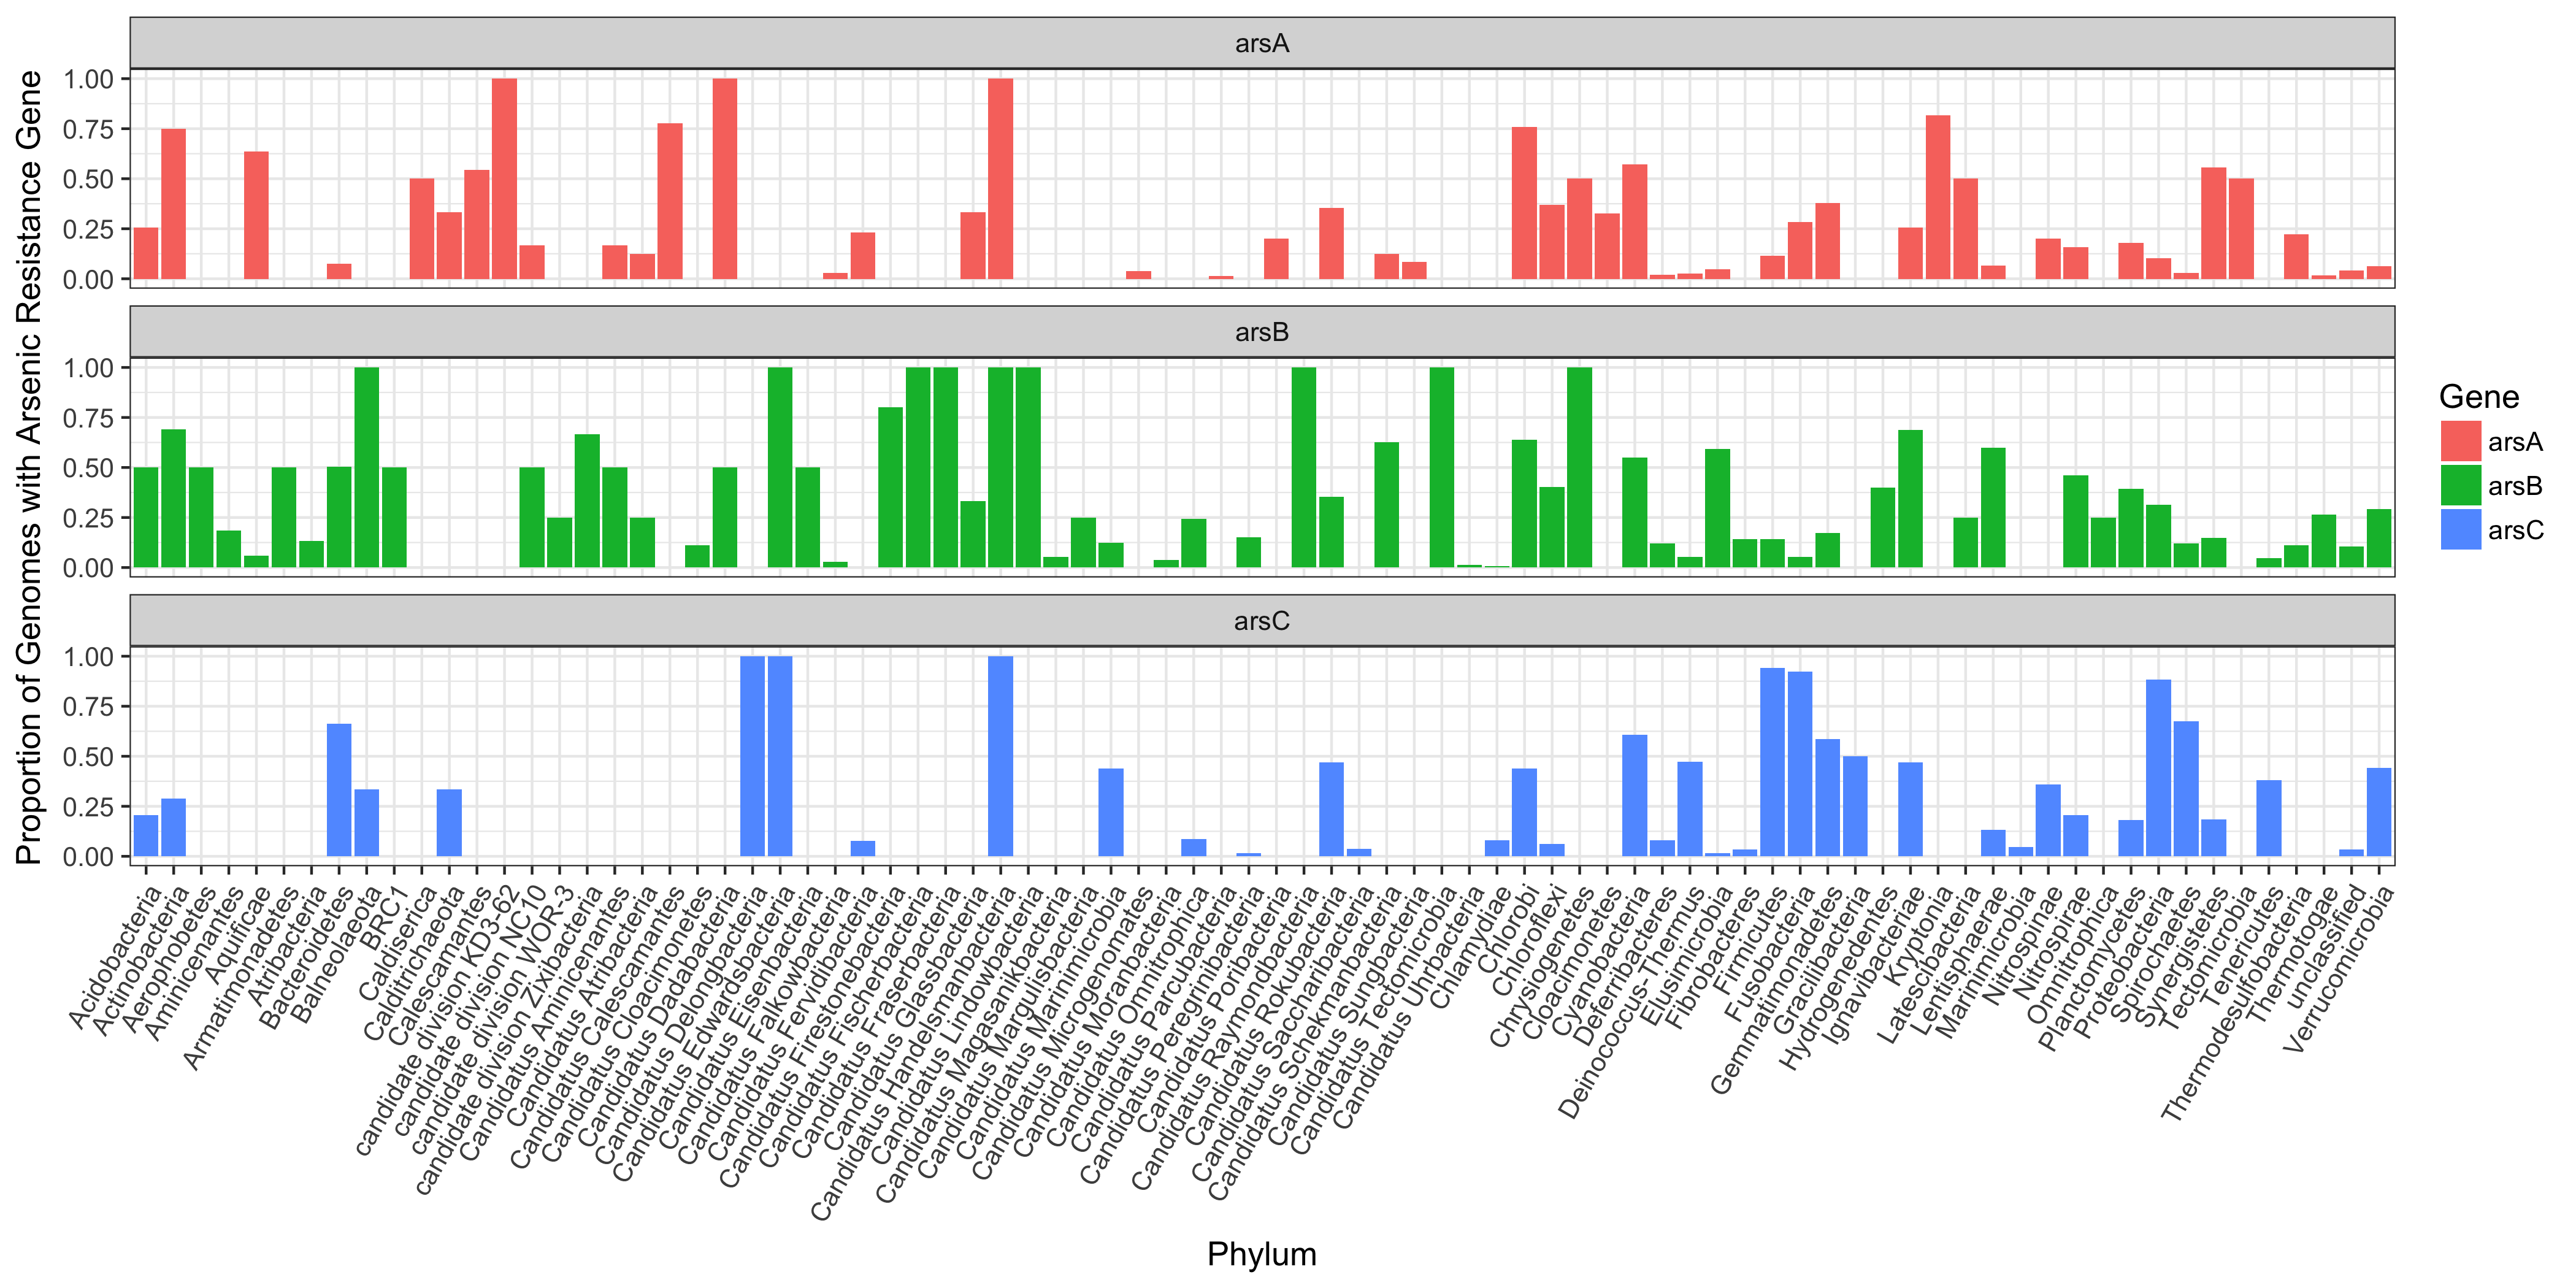 arsA
1.00
0.75
0.50
0.25
0.00
arsB
1.00
0.75
0.50
0.25
0.00
arsC
1.00
0.75
0.50
0.25
0.00
Proportion of Genomes with Arsenic Resistance Gene
Acidobacteria
Actinobacteria
Aerophobetes
Aminicenantes
Aquificae
Armatimonadetes
Atribacteria
Bacteroidetes
Balneolaeota
BRC1
Caldiserica
Calditrichaeota
Calescamantes
candidate division KD3-62
candidate division NC10
candidate division WOR-3
candidate division Zixibacteria
Candidatus Aminicenantes
Candidatus Atribacteria
Candidatus Calescamantes
Candidatus Cloacimonetes
Candidatus Dadabacteria
Candidatus Delongbacteria
Candidatus Edwardsbacteria
Candidatus Eisenbacteria
Candidatus Falkowbacteria
Candidatus Fervidibacteria
Candidatus Firestonebacteria
Candidatus Fischerbacteria
Candidatus Fraserbacteria
Candidatus Glassbacteria
Candidatus Handelsmanbacteria
Candidatus Lindowbacteria
Candidatus Magasanikbacteria
Candidatus Margulisbacteria
Candidatus Marinimicrobia
Candidatus Microgenomates
Candidatus Moranbacteria
Candidatus Omnitrophica
Candidatus Parcubacteria
Candidatus Peregrinibacteria
Candidatus Poribacteria
Candidatus Raymondbacteria
Candidatus Rokubacteria
Candidatus Saccharibacteria
Candidatus Schekmanbacteria
Candidatus Sungbacteria
Candidatus Tectomicrobia
Candidatus Uhrbacteria
Chlamydiae
Chlorobi
Chloroflexi
Chrysiogenetes
Cloacimonetes
Cyanobacteria
Deferribacteres
Deinococcus-Thermus
Elusimicrobia
Fibrobacteres
Firmicutes
Fusobacteria
Gemmatimonadetes
Gracilibacteria
Hydrogenedentes
Ignavibacteriae
Kryptonia
Latescibacteria
Lentisphaerae
Marinimicrobia
Nitrospinae
Nitrospirae
Omnitrophica
Planctomycetes
Proteobacteria
Spirochaetes
Synergistetes
Tectomicrobia
Tenericutes
Thermodesulfobacteria
Thermotogae
unclassified
Verrucomicrobia
Phylum
Gene
arsA
arsB
arsC